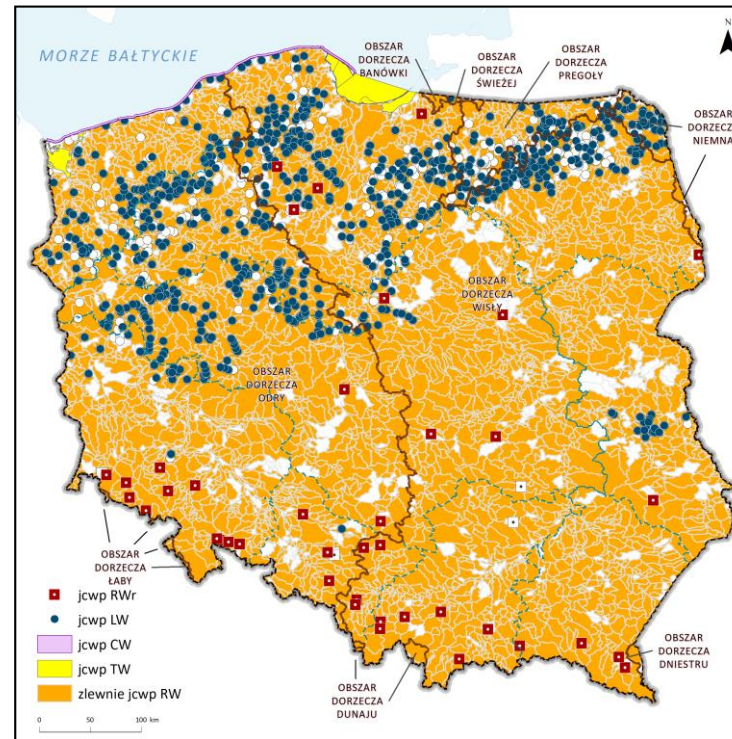 MORZE BAŁTYCKIE
N
OBSZAR
DORZECZA
BANÓWKI
OBSZAR
DORZECZA
ŚWIEŻEJ
OBSZAR
DORZECZA
PREGOŁY
OBSZAR
DORZECZA
NIEMNA
OBSZAR
DORZECZA
WISŁY
OBSZAR
DORZECZA
ODRY
OBSZAR
DORZECZA
ŁABY
OBSZAR
DORZECZA
DUNAJU
OBSZAR
DORZECZA
DNIESTRU
jcwp RWr
jcwp LW
jcwp CW
jcwp TW
zlewnie jcwp RW
0 50 100 km